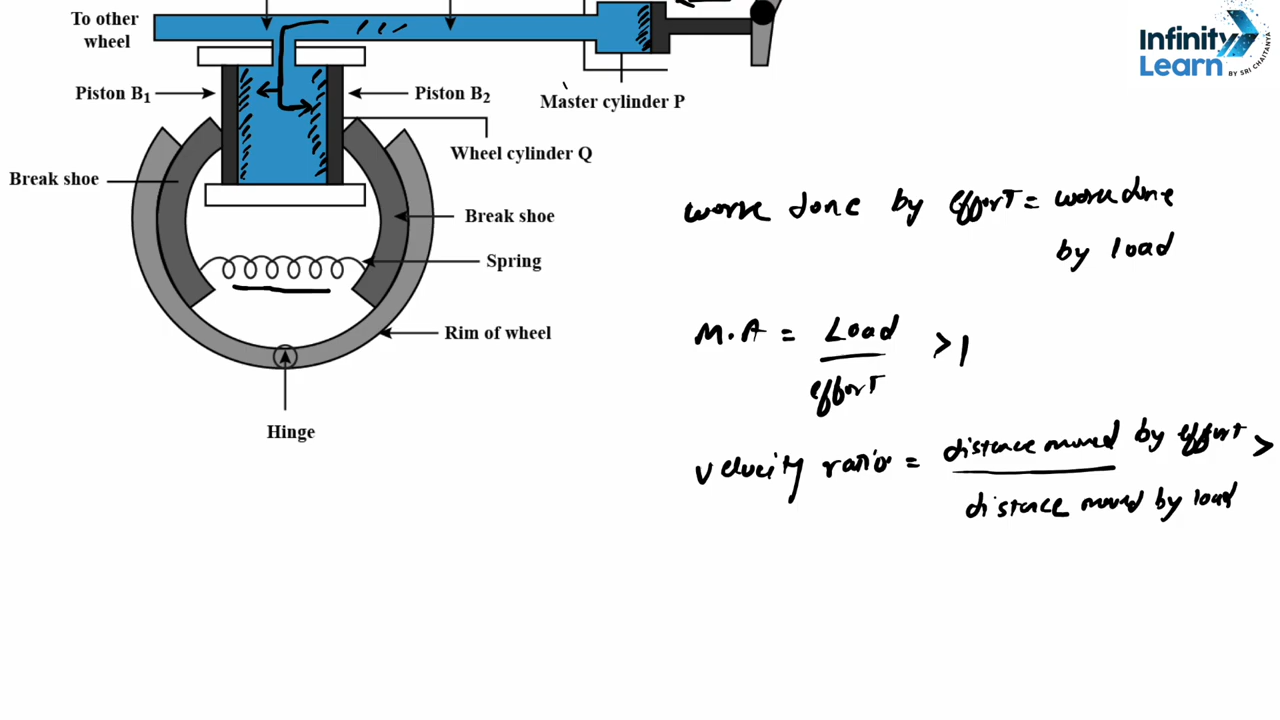 To other
wheel
Infinity
Learn
BY SRI CHAITANYA
Piston B1
Piston B2
Master cylinder P
Wheel cylinder Q
Break shoe
Break shoe
Spring
Rim of wheel
Hinge
work done by effort = work done
by load
M.A = Load / effort > 1
velocity ratio = distance moved by effort >
distance moved by load